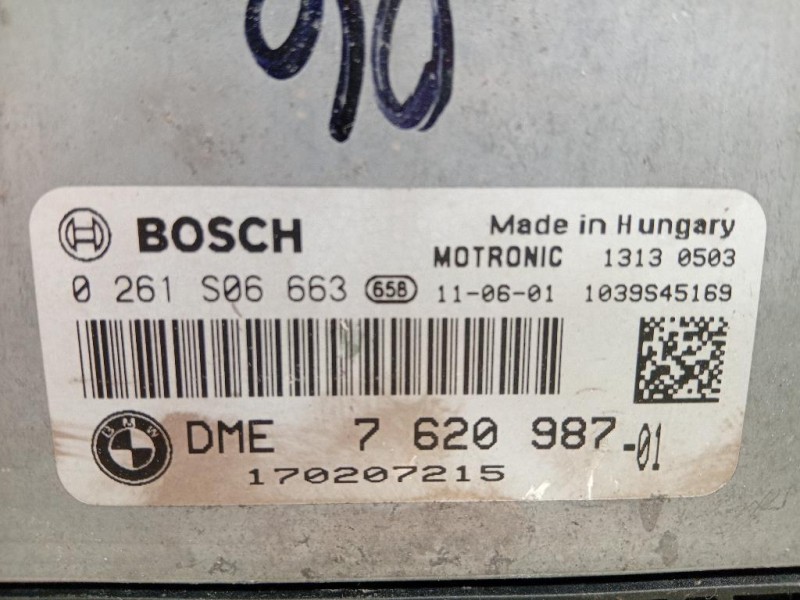 BOSCH
Made in Hungary
MOTRONIC 1313 0503
0 261 S06 663 658 11-06-01 1039S45169
BMW
DME 7 620 987-01
170207215